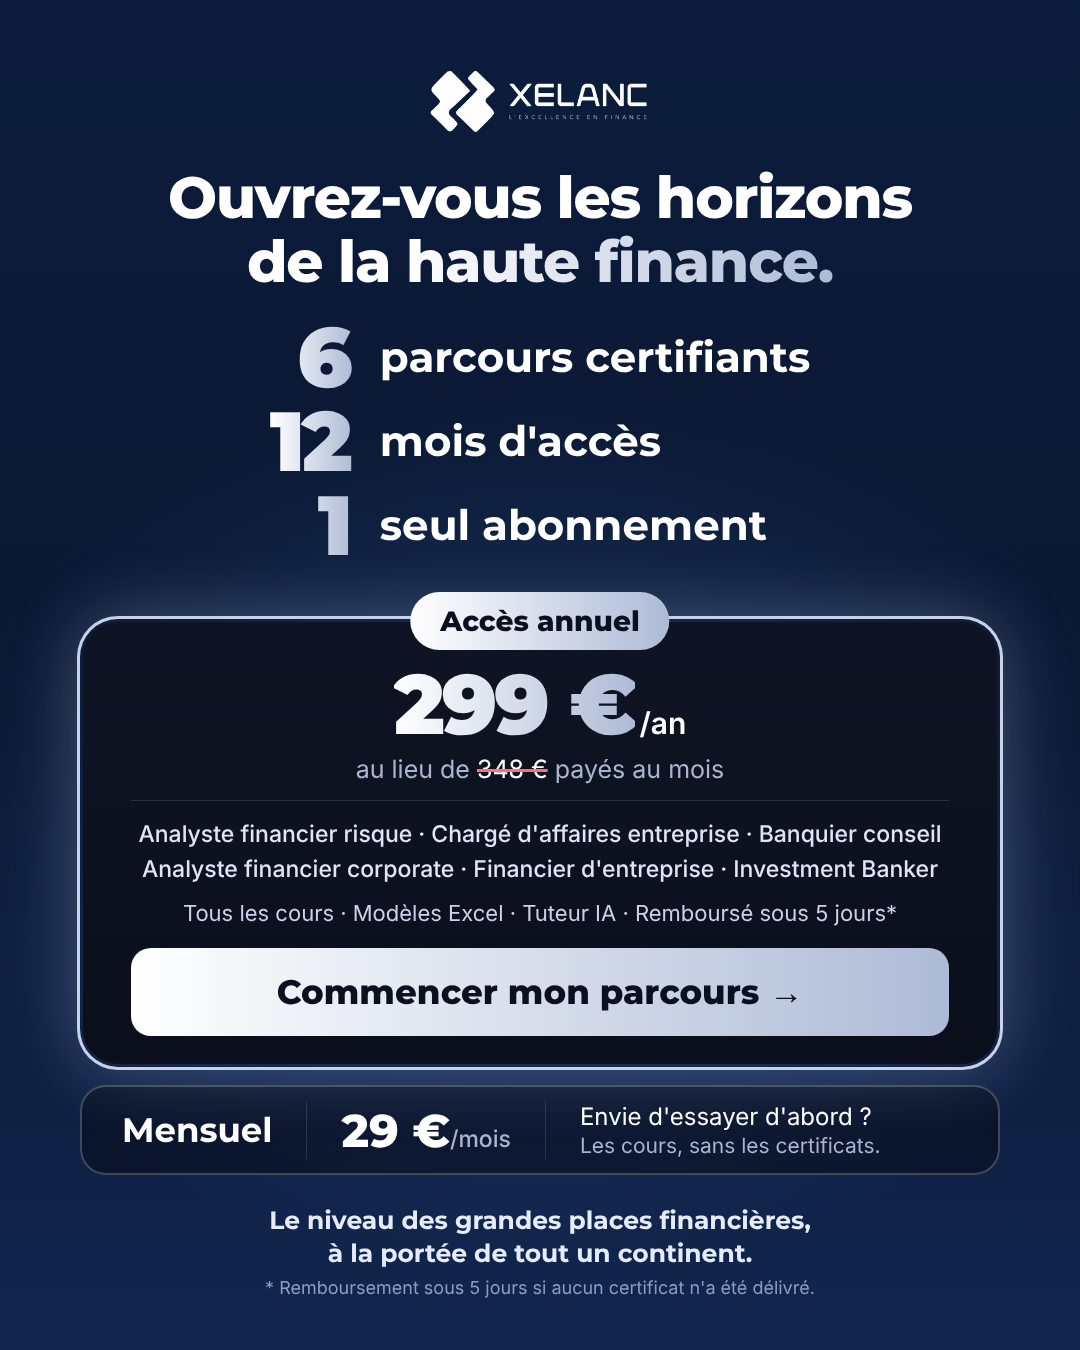 XELANC
L'EXCELLENCE EN FINANCE
Ouvrez-vous les horizons
de la haute finance.
6 parcours certifiants
12 mois d'accès
1 seul abonnement
Accès annuel
299 €/an
au lieu de 348 € payés au mois
Analyste financier risque · Chargé d'affaires entreprise · Banquier conseil
Analyste financier corporate · Financier d'entreprise · Investment Banker
Tous les cours · Modèles Excel · Tuteur IA · Remboursé sous 5 jours*
Commencer mon parcours →
Mensuel
29 €/mois
Envie d'essayer d'abord ?
Les cours, sans les certificats.
Le niveau des grandes places financières,
à la portée de tout un continent.
* Remboursement sous 5 jours si aucun certificat n'a été délivré.